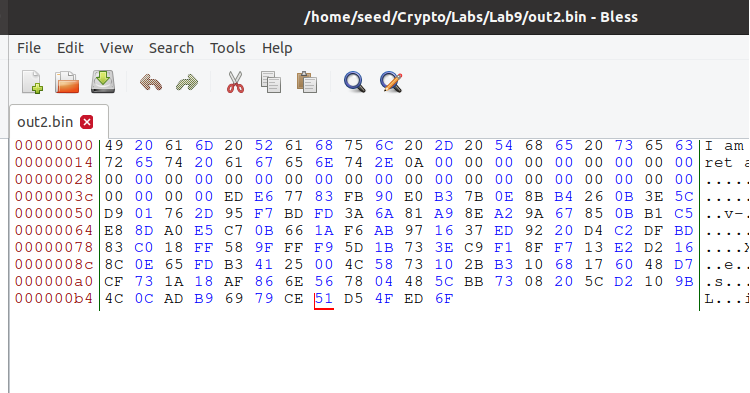 /home/seed/Crypto/Labs/Lab9/out2.bin - Bless
File Edit View Search Tools Help
out2.bin
00000000 49 20 61 6D 20 52 61 68 75 6C 20 2D 20 54 68 65 20 73 65 63 I am
00000014 72 65 74 20 61 67 65 6E 74 2E 0A 00 00 00 00 00 00 00 00 00 ret a
00000028 00 00 00 00 00 00 00 00 00 00 00 00 00 00 00 00 00 00 00 00 .....
0000003c 00 00 00 00 ED E6 77 83 FB 90 E0 B3 7B 0E 8B B4 26 0B 3E 5C .....
00000050 D9 01 76 2D 95 F7 BD FD 3A 6A 81 A9 8E A2 9A 67 85 0B B1 C5 ..v-.
00000064 E8 8D A0 E5 C7 0B 66 1A F6 AB 97 16 37 ED 92 20 D4 C2 DF BD .....
00000078 83 C0 18 FF 58 9F FF F9 5D 1B 73 3E C9 F1 8F F7 13 E2 D2 16 ....X
0000008c 8C 0E 65 FD B3 41 25 00 4C 58 73 10 2B B3 10 68 17 60 48 D7 ..e..
000000a0 CF 73 1A 18 AF 86 6E 56 78 04 48 5C BB 73 08 20 5C D2 10 9B .s...
000000b4 4C 0C AD B9 69 79 CE 51 D5 4F ED 6F L...i